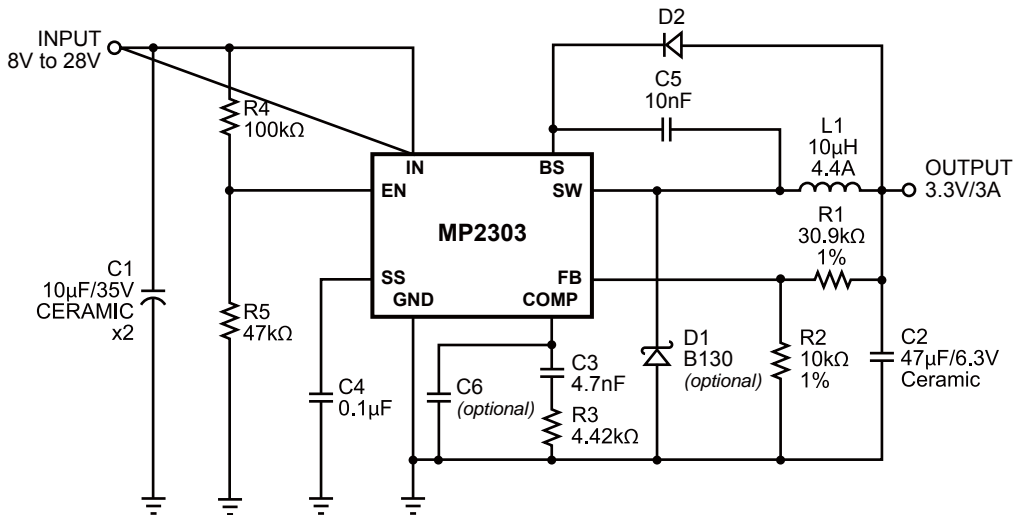 INPUT
8V to 28V
R4
100kΩ
D2
C5
10nF
L1
10μH
4.4A
OUTPUT
3.3V/3A
IN
BS
EN
SW
MP2303
R1
30.9kΩ
1%
SS
FB
GND
COMP
C1
10μF/35V
CERAMIC
x2
R5
47kΩ
C4
0.1μF
C6
(optional)
C3
4.7nF
R3
4.42kΩ
D1
B130
(optional)
R2
10kΩ
1%
C2
47μF/6.3V
Ceramic